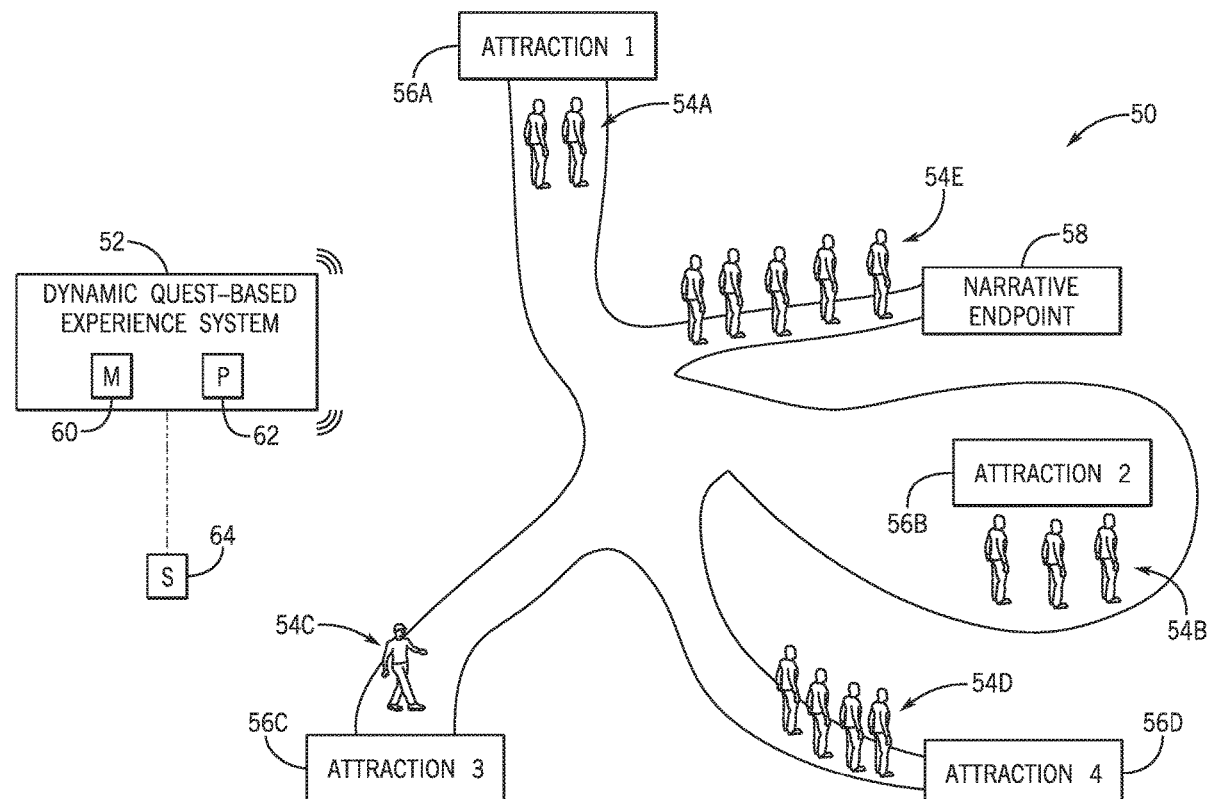 ATTRACTION 1
56A
54A
50
54E
52
58
DYNAMIC QUEST-BASED
EXPERIENCE SYSTEM
NARRATIVE
ENDPOINT
M
P
60
62
ATTRACTION 2
56B
64
S
54C
54B
54D
56C
56D
ATTRACTION 3
ATTRACTION 4